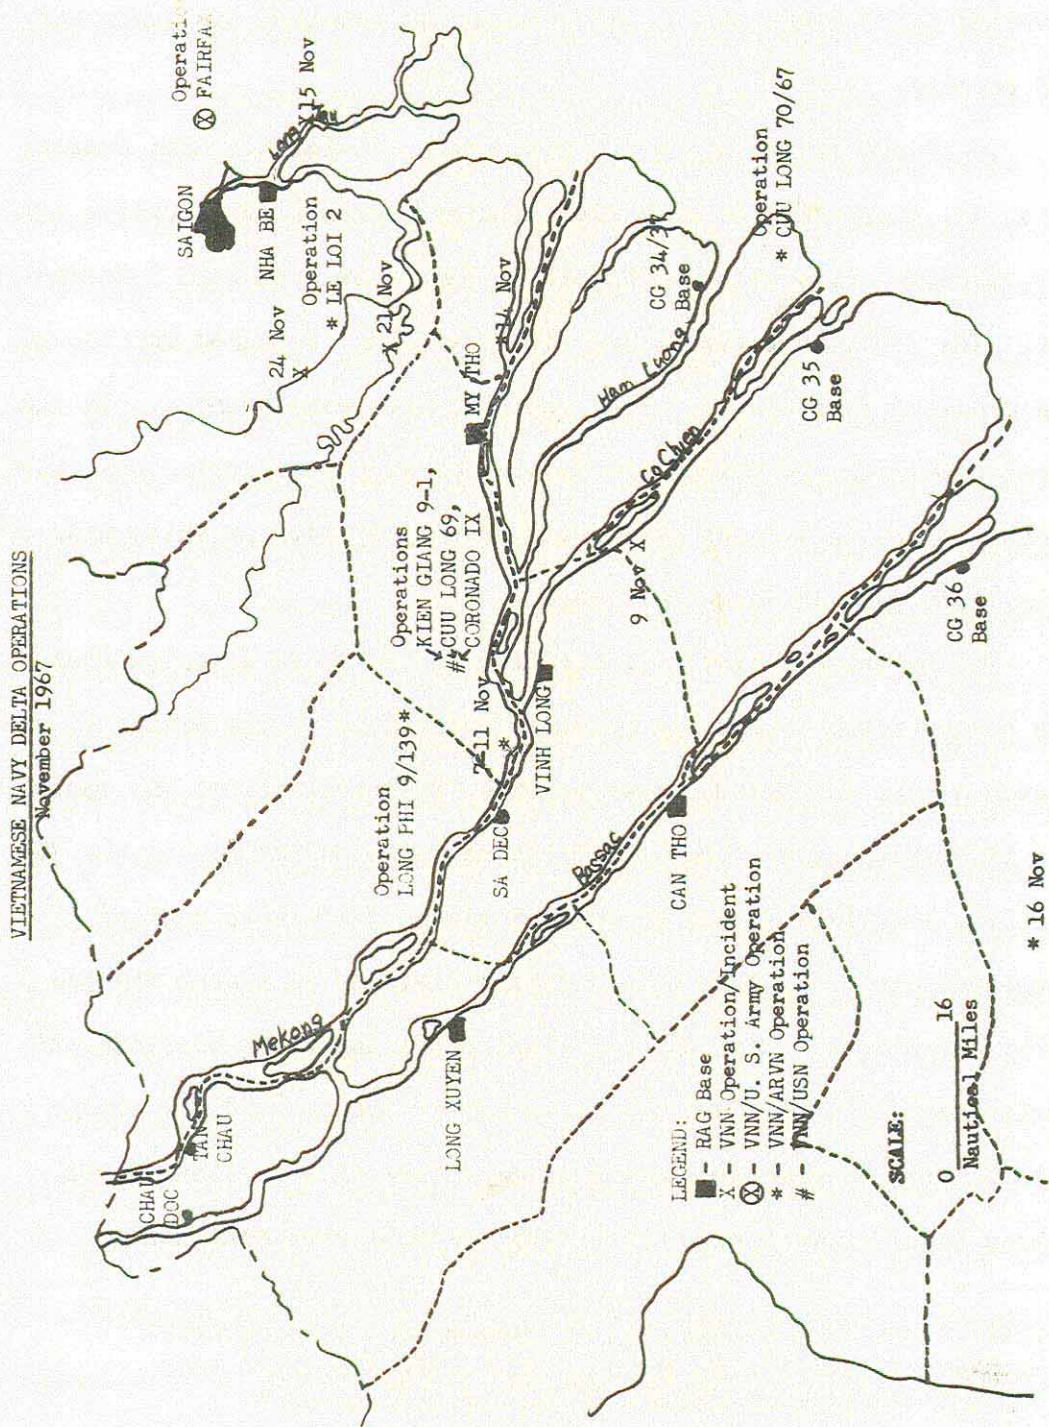 VIETNAMESE NAVY DELTA OPERATIONS
November 1967
SAIGON
NHA BE
Operati
Ⓧ FAIRFA
Long
X 15 Nov
24 Nov
X
Operation
* LE LOI 2
X 21 Nov
MY THO
* 14 Nov
Operations
KIEN GIANG 9-1,
# CUU LONG 69,
CORONADO IX
Ham Luong
CG 34/37
Base
Operation
* CUU LONG 70/67
Co Chien
CG 35
Base
9 Nov X
Operation
LONG PHI 9/139*
7-11 Nov
*
VINH LONG
SA DEC
Mekong
TAN
CHAU
CHAU
DOC
LONG XUYEN
Bassac
CAN THO
CG 36
Base
LEGEND:
■ - RAG Base
X - VNN Operation/Incident
Ⓧ - VNN/U. S. Army Operation
* - VNN/ARVN Operation
# - VNN/USN Operation
SCALE:
0 16
Nautical Miles
* 16 Nov